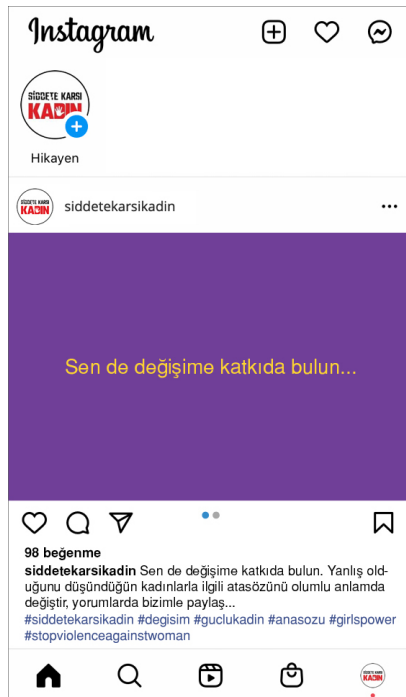 Instagram
ŞİDDETE KARŞI
KADIN
Hikayen
ŞİDDETE KARŞI
KADIN
siddetekarsikadin
Sen de değişime katkıda bulun...
98 beğenme
siddetekarsikadin Sen de değişime katkıda bulun. Yanlış old-
uğunu düşündüğün kadınlarla ilgili atasözünü olumlu anlamda
değiştir, yorumlarda bizimle paylaş...
#siddetekarsikadin #degisim #guclukadin #anasozu #girlspower
#stopviolenceagainstwoman
KADIN